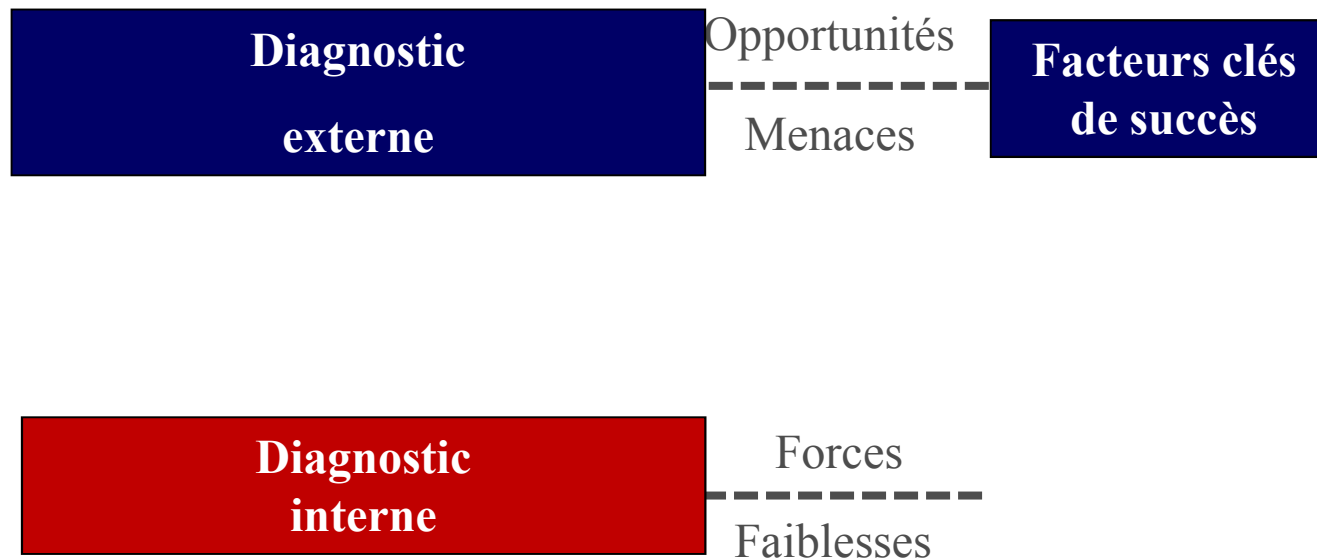 Diagnostic
externe
Opportunités
Menaces
Facteurs clés
de succès
Diagnostic
interne
Forces
Faiblesses